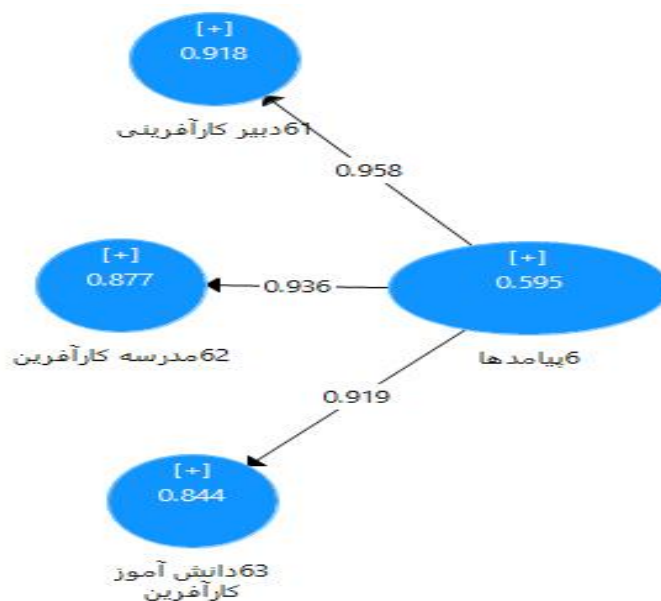 [+]
0.918
61دبیر کارآفرینی
0.958
[+]
0.877
62مدرسه کارآفرین
0.936
[+]
0.595
6پیامدها
0.919
[+]
0.844
63دانش آموز
کارآفرین